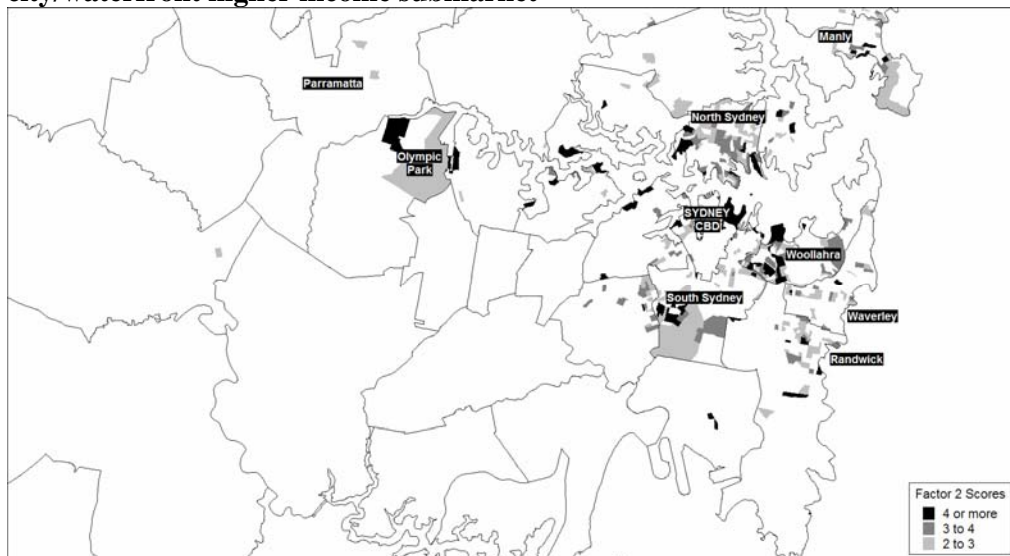 city/waterfront higher income submarket
Manly
Parramatta
North Sydney
Olympic
Park
SYDNEY
CBD
Woollahra
South Sydney
Waverley
Randwick
Factor 2 Scores
4 or more
3 to 4
2 to 3